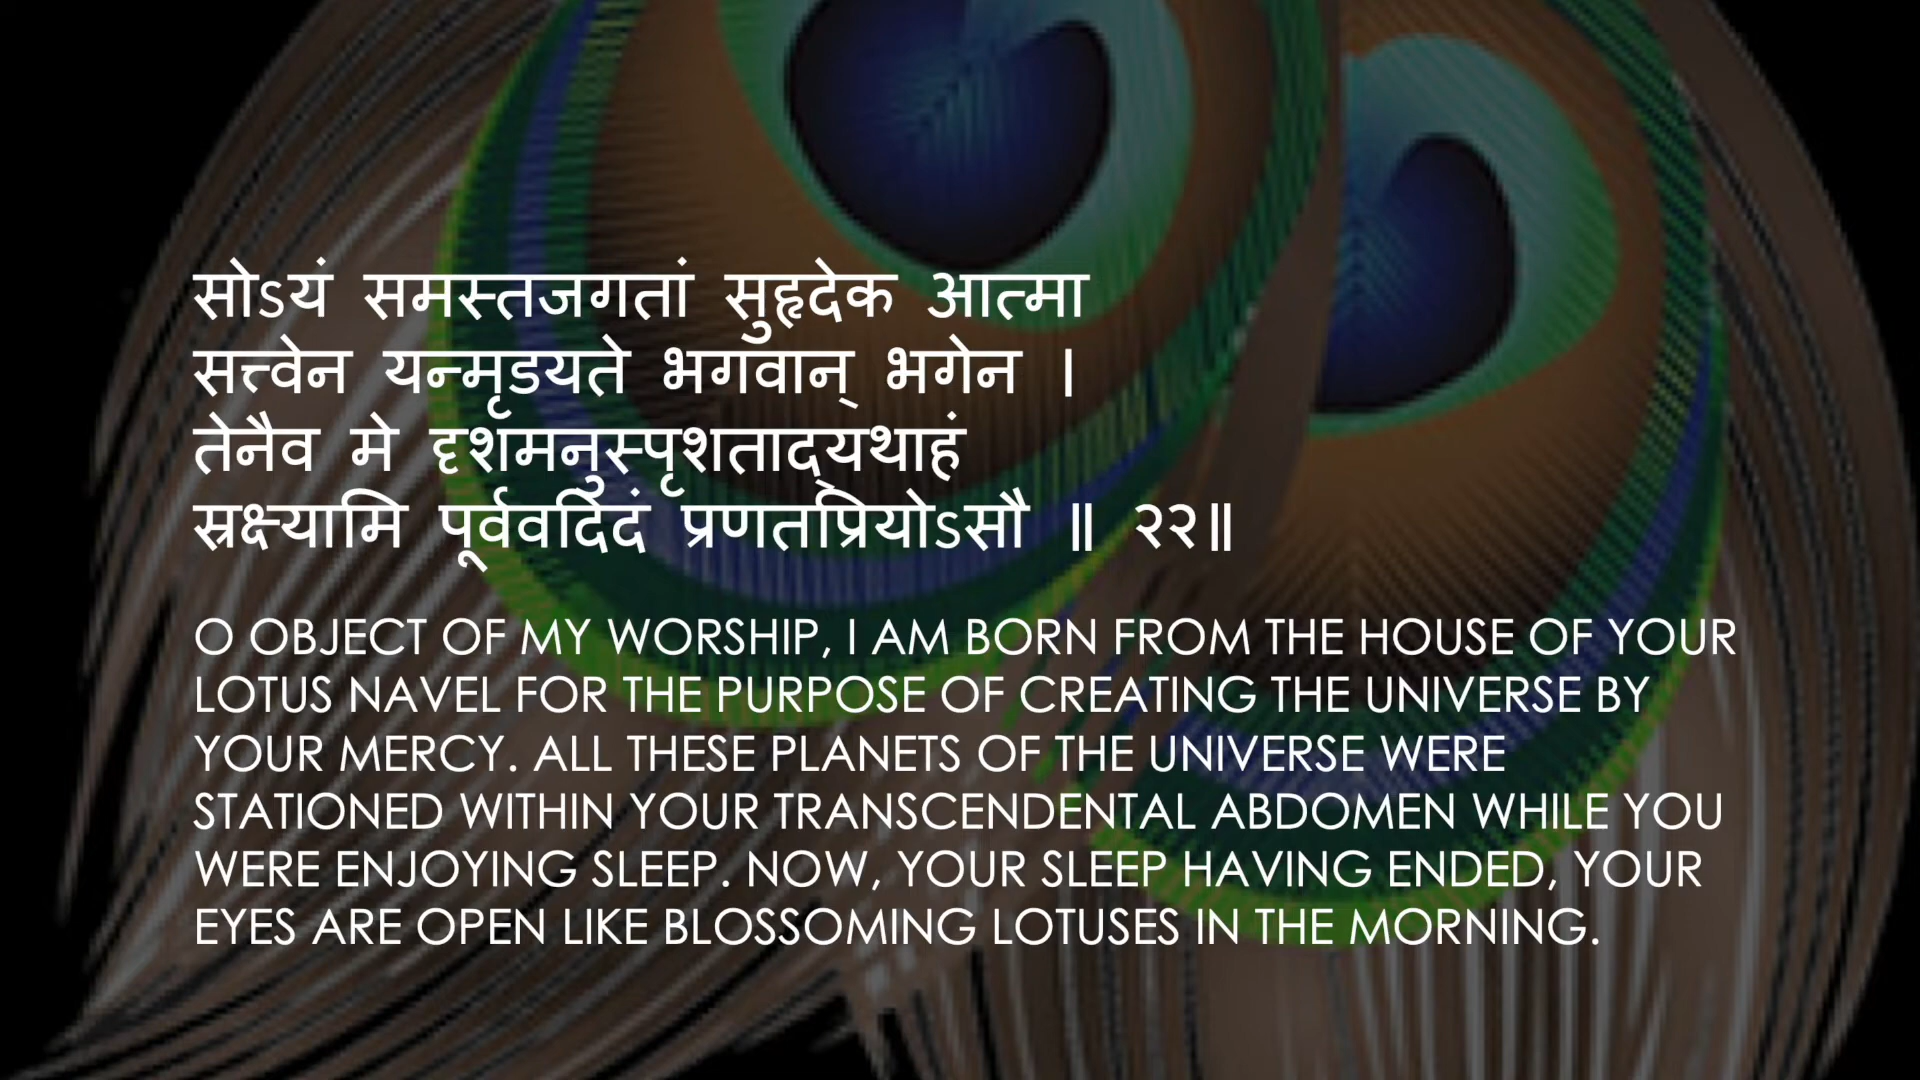 सोऽयं समस्तजगतां सुहृदेक आत्मा
सत्त्वेन यन्मृडयते भगवान् भगेन ।
तेनैव मे दृशमनुस्पृशताद्यथाहं
स्रक्ष्यामि पूर्ववदिदं प्रणतप्रियोऽसौ ॥ २२॥
O OBJECT OF MY WORSHIP, I AM BORN FROM THE HOUSE OF YOUR
LOTUS NAVEL FOR THE PURPOSE OF CREATING THE UNIVERSE BY
YOUR MERCY. ALL THESE PLANETS OF THE UNIVERSE WERE
STATIONED WITHIN YOUR TRANSCENDENTAL ABDOMEN WHILE YOU
WERE ENJOYING SLEEP. NOW, YOUR SLEEP HAVING ENDED, YOUR
EYES ARE OPEN LIKE BLOSSOMING LOTUSES IN THE MORNING.